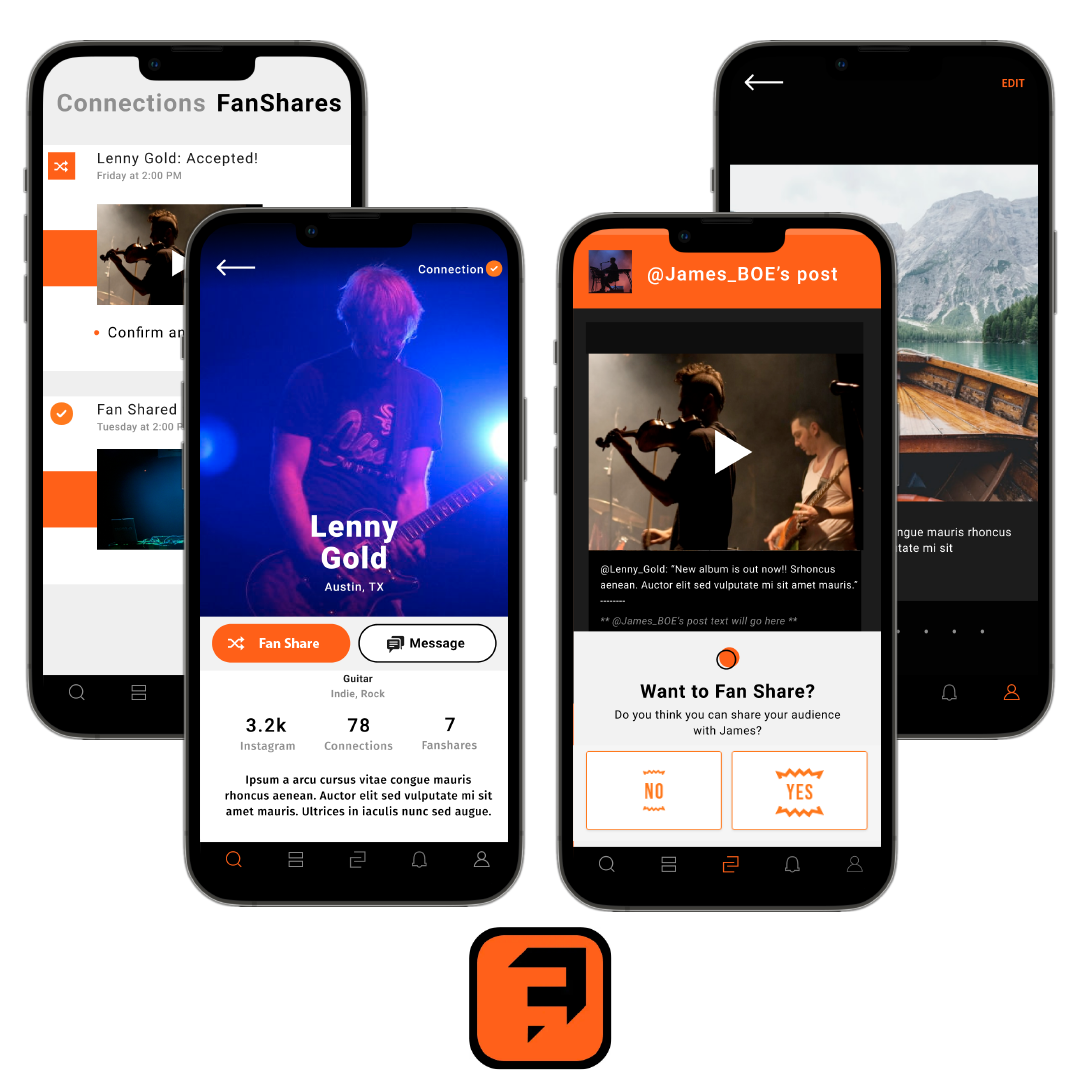 Connections FanShares
Lenny Gold: Accepted!
Friday at 2:00 PM
Confirm an
Fan Shared
Tuesday at 2:00
Connection
Lenny
Gold
Austin, TX
Fan Share
Message
Guitar
Indie, Rock
3.2k
Instagram
78
Connections
7
Fanshares
Ipsum a arcu cursus vitae congue mauris
rhoncus aenean. Auctor elit sed vulputate mi sit
amet mauris. Ultrices in iaculis nunc sed augue.
@James_BOE’s post
@Lenny_Gold: “New album is out now!! Srhoncus
aenean. Auctor elit sed vulputate mi sit amet mauris.”
--------
** @James_BOE’s post text will go here **
Want to Fan Share?
Do you think you can share your audience
with James?
NO
YES
EDIT
ngue mauris rhoncus
tate mi sit